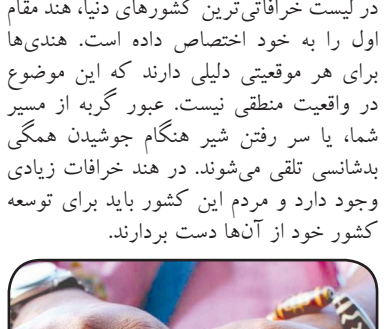 در لیست خرافاتی‌ترین کشورهای دنیا، هند مقام
اول را به خود اختصاص داده است. هندی‌ها
برای هر موقعیتی دلیلی دارند که این موضوع
در واقعیت منطقی نیست. عبور گربه از مسیر
شما، یا سر رفتن شیر هنگام جوشیدن همگی
بدشانسی تلقی می‌شوند. در هند خرافات زیادی
وجود دارد و مردم این کشور باید برای توسعه
کشور خود از آن‌ها دست بردارند.